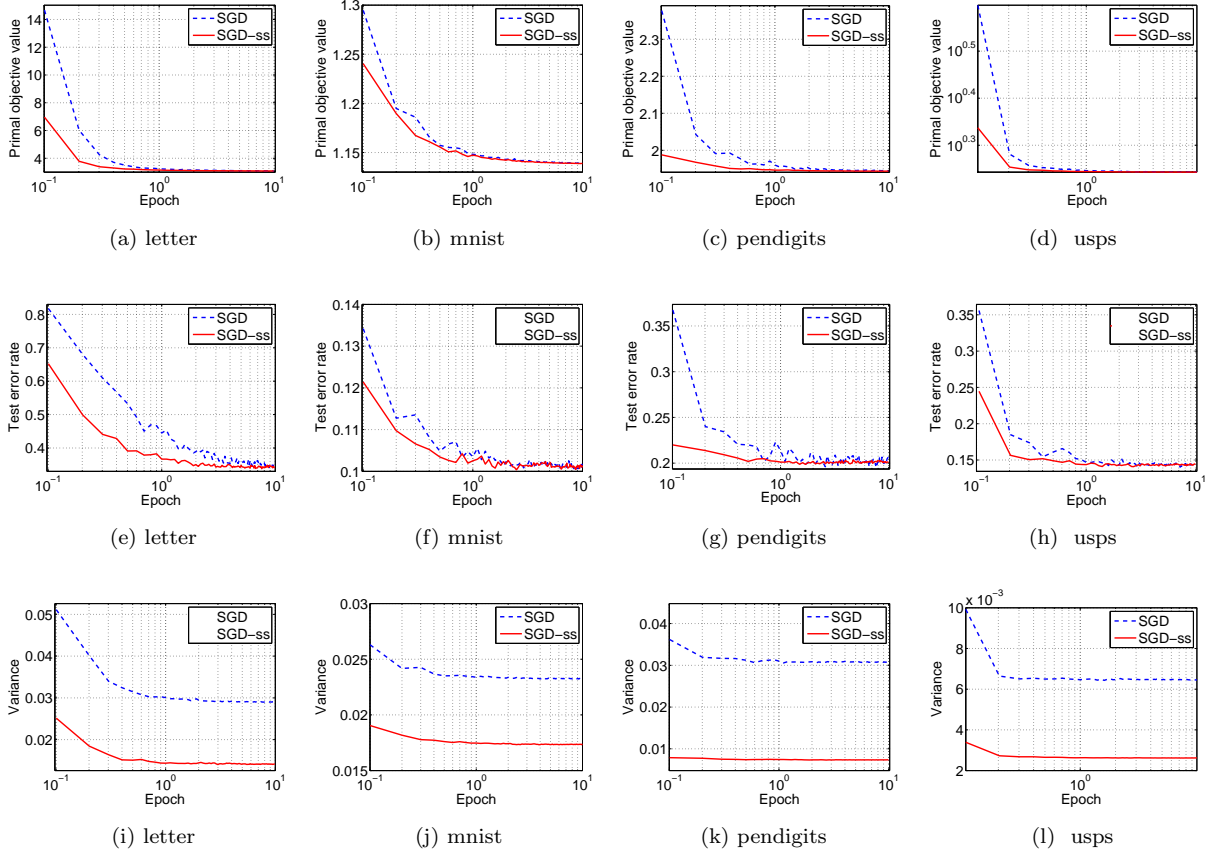 Primal objective value
14
12
10
8
6
4
10^-1
10^0
10^1
Epoch
SGD
SGD-ss
(a) letter
Primal objective value
1.3
1.25
1.2
1.15
10^-1
10^0
10^1
Epoch
SGD
SGD-ss
(b) mnist
Primal objective value
2.3
2.2
2.1
2
10^-1
10^0
10^1
Epoch
SGD
SGD-ss
(c) pendigits
Primal objective value
10^0.5
10^0.4
10^0.3
10^0
Epoch
SGD
SGD-ss
(d) usps
Test error rate
0.8
0.7
0.6
0.5
0.4
10^-1
10^0
10^1
Epoch
SGD
SGD-ss
(e) letter
Test error rate
0.14
0.13
0.12
0.11
0.1
10^-1
10^0
10^1
Epoch
SGD
SGD-ss
(f) mnist
Test error rate
0.35
0.3
0.25
0.2
10^-1
10^0
10^1
Epoch
SGD
SGD-ss
(g) pendigits
Test error rate
0.35
0.3
0.25
0.2
0.15
10^-1
10^0
10^1
Epoch
SGD
SGD-ss
(h) usps
Variance
0.05
0.04
0.03
0.02
10^-1
10^0
10^1
Epoch
SGD
SGD-ss
(i) letter
Variance
0.03
0.025
0.02
0.015
10^-1
10^0
10^1
Epoch
SGD
SGD-ss
(j) mnist
Variance
0.04
0.03
0.02
0.01
10^-1
10^0
10^1
Epoch
SGD
SGD-ss
(k) pendigits
x 10^-3
Variance
10
8
6
4
2
10^0
Epoch
SGD
SGD-ss
(l) usps